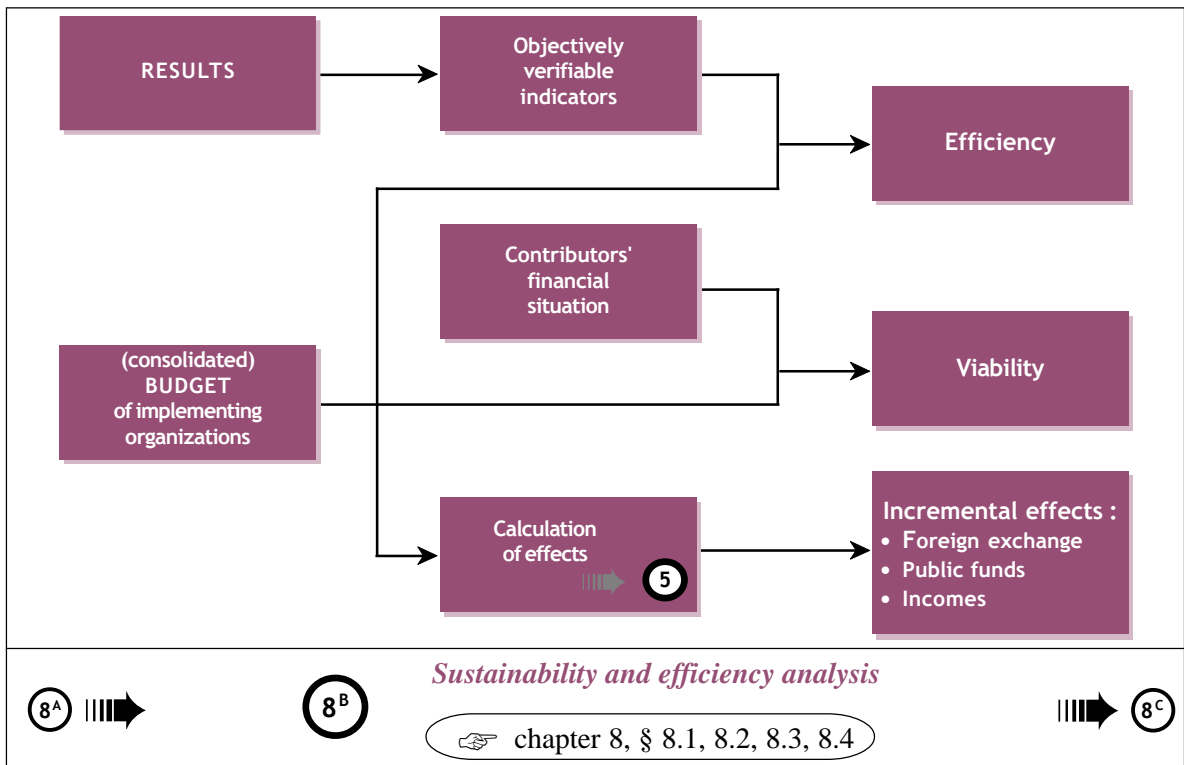 RESULTS
Objectively
verifiable
indicators
Efficiency
Contributors'
financial
situation
(consolidated)
BUDGET
of implementing
organizations
Viability
Calculation
of effects
5
Incremental effects :
• Foreign exchange
• Public funds
• Incomes
Sustainability and efficiency analysis
8A
8B
8C
☞ chapter 8, § 8.1, 8.2, 8.3, 8.4